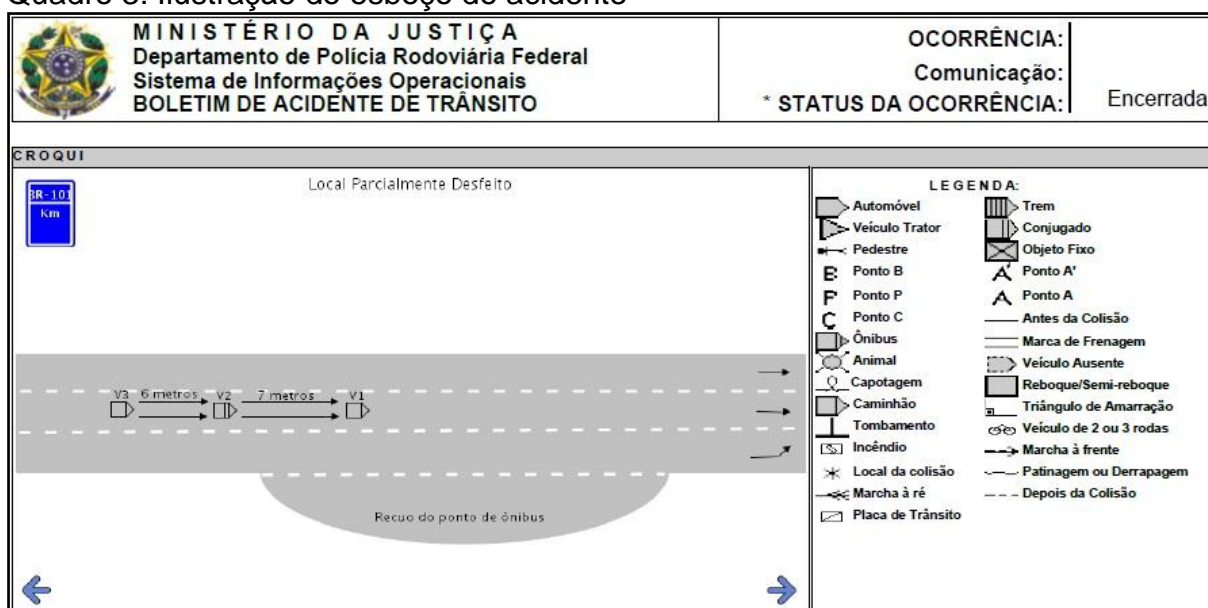 Quadro Ilustração de esboço de acidente
MINISTÉRIO DA JUSTIÇA
Departamento de Polícia Rodoviária Federal
Sistema de Informações Operacionais
BOLETIM DE ACIDENTE DE TRÂNSITO
OCORRÊNCIA:
Comunicação:
* STATUS DA OCORRÊNCIA: Encerrada
CROQUI
BR-101
Km
Local Parcialmente Desfeito
V3 6 metros V2 7 metros V1
Recuo do ponto de ônibus
LEGENDA:
Automóvel
Veículo Trator
Pedestre
B Ponto B
P Ponto P
C Ponto C
Ônibus
Animal
Capotagem
Caminhão
Tombamento
Incêndio
Local da colisão
Marcha à ré
Placa de Trânsito
Trem
Conjugado
Objeto Fixo
A' Ponto A'
A Ponto A
Antes da Colisão
Marca de Frenagem
Veículo Ausente
Reboque/Semi-reboque
Triângulo de Amarração
Veículo de 2 ou 3 rodas
Marcha à frente
Patinagem ou Derrapagem
Depois da Colisão